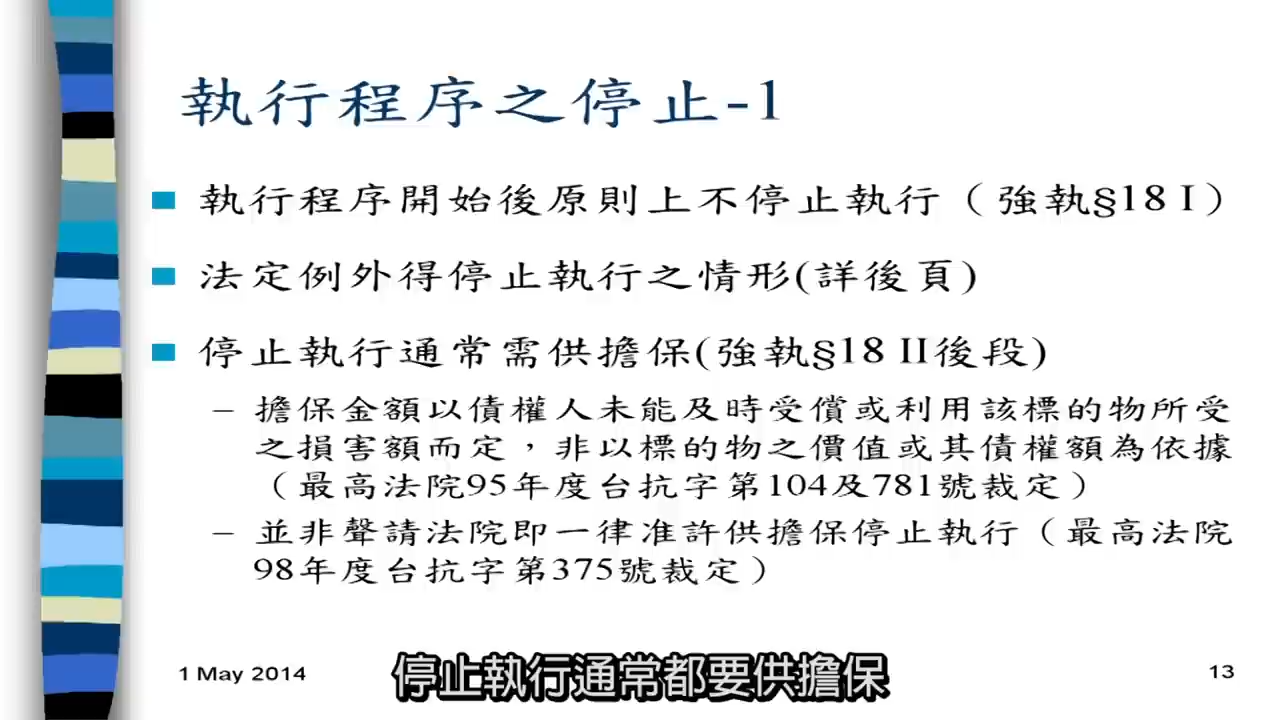 執行程序之停止-1
執行程序開始後原則上不停止執行（強執§18 I）
法定例外得停止執行之情形(詳後頁)
停止執行通常需供擔保(強執§18 II後段)
– 擔保金額以債權人未能及時受償或利用該標的物所受
之損害額而定，非以標的物之價值或其債權額為依據
（最高法院95年度台抗字第104及781號裁定）
– 並非聲請法院即一律准許供擔保停止執行（最高法院
98年度台抗字第375號裁定）
1 May 2014
停止執行通常都要供擔保
13